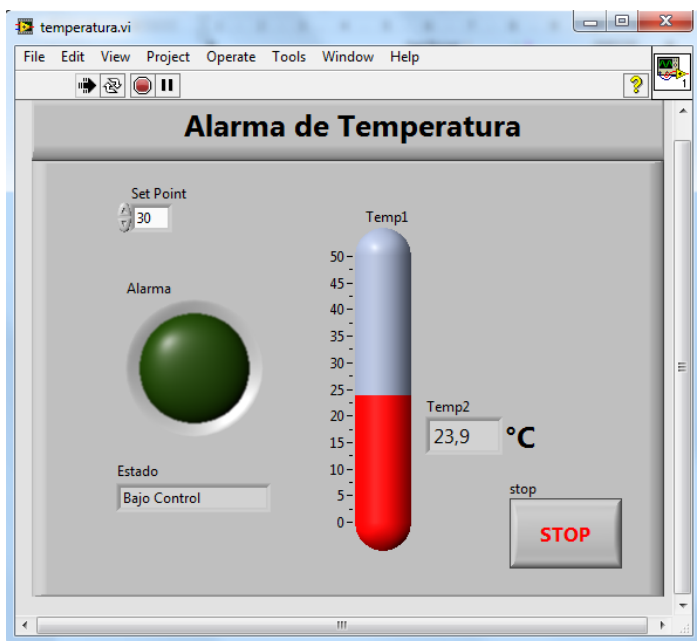 temperatura.vi
File Edit View Project Operate Tools Window Help
1
Alarma de Temperatura
Set Point
30
Temp1
50
45
40
35
30
25
20
15
10
5
0
Alarma
Temp2
23,9 °C
Estado
Bajo Control
stop
STOP